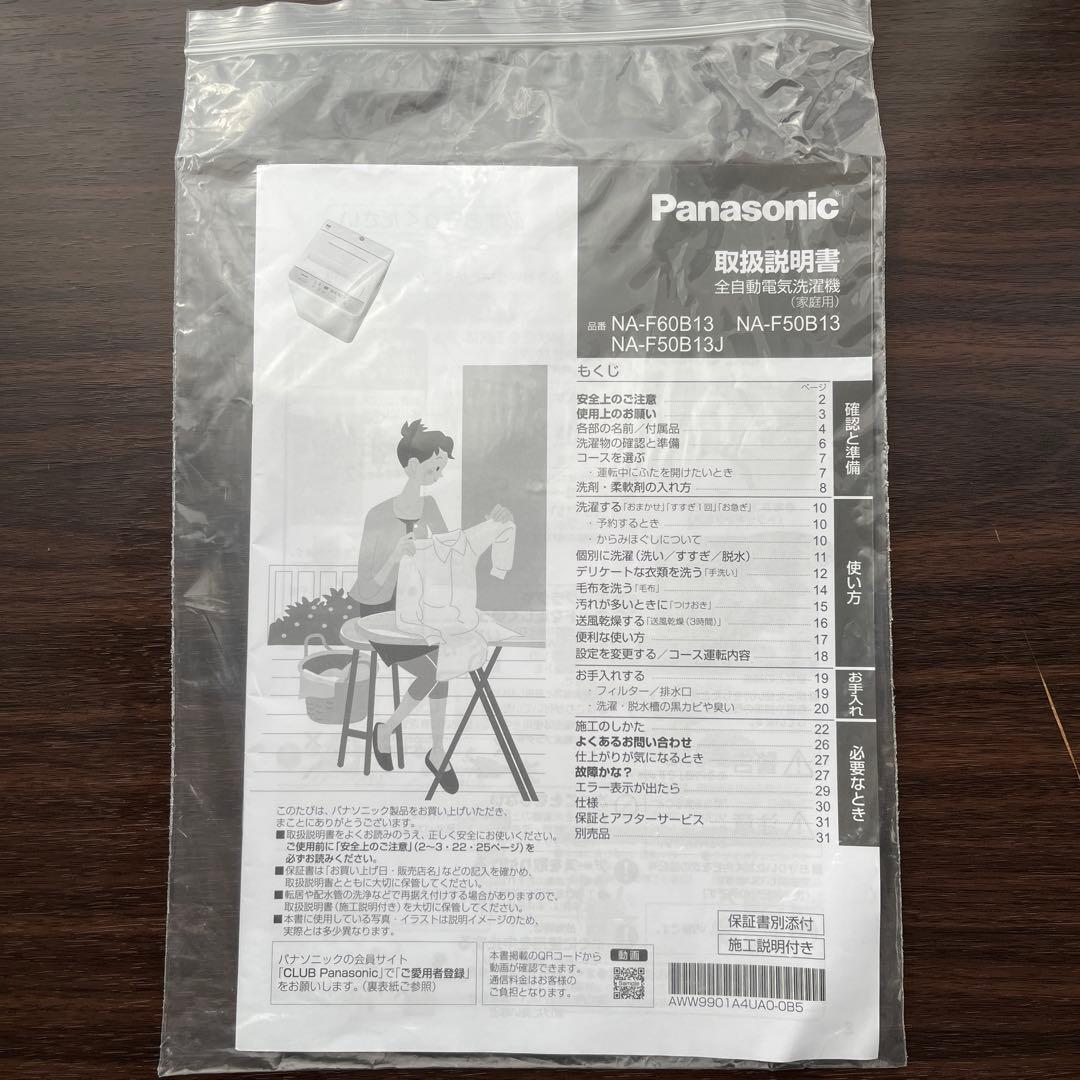 Panasonic
取扱説明書
全自動電気洗濯機
(家庭用)
品番 NA-F60B13 NA-F50B13
NA-F50B13J
もくじ
ページ
安全上のご注意 2
使用上のお願い 3
各部の名前/付属品 4
洗濯物の確認と準備 6
コースを選ぶ 7
・運転中にふたを開けたいとき 7
洗剤・柔軟剤の入れ方 8
確認と準備
洗濯する「おまかせ」「すすぎ1回」「お急ぎ」 10
・予約するとき 10
・からみほぐしについて 10
個別に洗濯(洗い/すすぎ/脱水) 11
デリケートな衣類を洗う「手洗い」 12
毛布を洗う「毛布」 14
汚れが多いときに「つけおき」 15
送風乾燥する「送風乾燥(3時間)」 16
便利な使い方 17
設定を変更する/コース運転内容 18
使い方
お手入れする 19
・フィルター/排水口 19
・洗濯・脱水槽の黒カビや臭い 20
お手入れ
施工のしかた 22
よくあるお問い合わせ 26
仕上がりが気になるとき 27
故障かな? 27
エラー表示が出たら 29
仕様 30
保証とアフターサービス 31
別売品 31
必要なとき
このたびは、パナソニック製品をお買い上げいただき、
まことにありがとうございます。
■取扱説明書をよくお読みのうえ、正しく安全にお使いください。
ご使用前に「安全上のご注意」(2~3・22・25ページ)を
必ずお読みください。
■保証書は「お買い上げ日・販売店名」などの記入を確かめ、
取扱説明書とともに大切に保管してください。
■転居や配水管の洗浄などで再据え付けする場合がありますので、
取扱説明書(施工説明付き)を大切に保管してください。
■本書に使用している写真・イラストは説明イメージのため、
実際とは多少異なります。
パナソニックの会員サイト
「CLUB Panasonic」で「ご愛用者登録」
をお願いします。(裏表紙ご参照)
本書掲載のQRコードから
動画が確認できます。
通信料金はお客様の
ご負担となります。
動画
Sample
保証書別添付
施工説明付き
AWW9901A4UA0-0B5